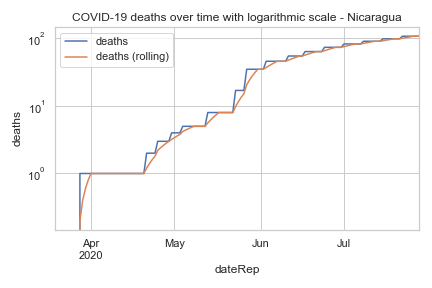 COVID-19 deaths over time with logarithmic scale - Nicaragua
deaths
deaths (rolling)
deaths
10²
10¹
10⁰
Apr
2020
May
Jun
Jul
dateRep